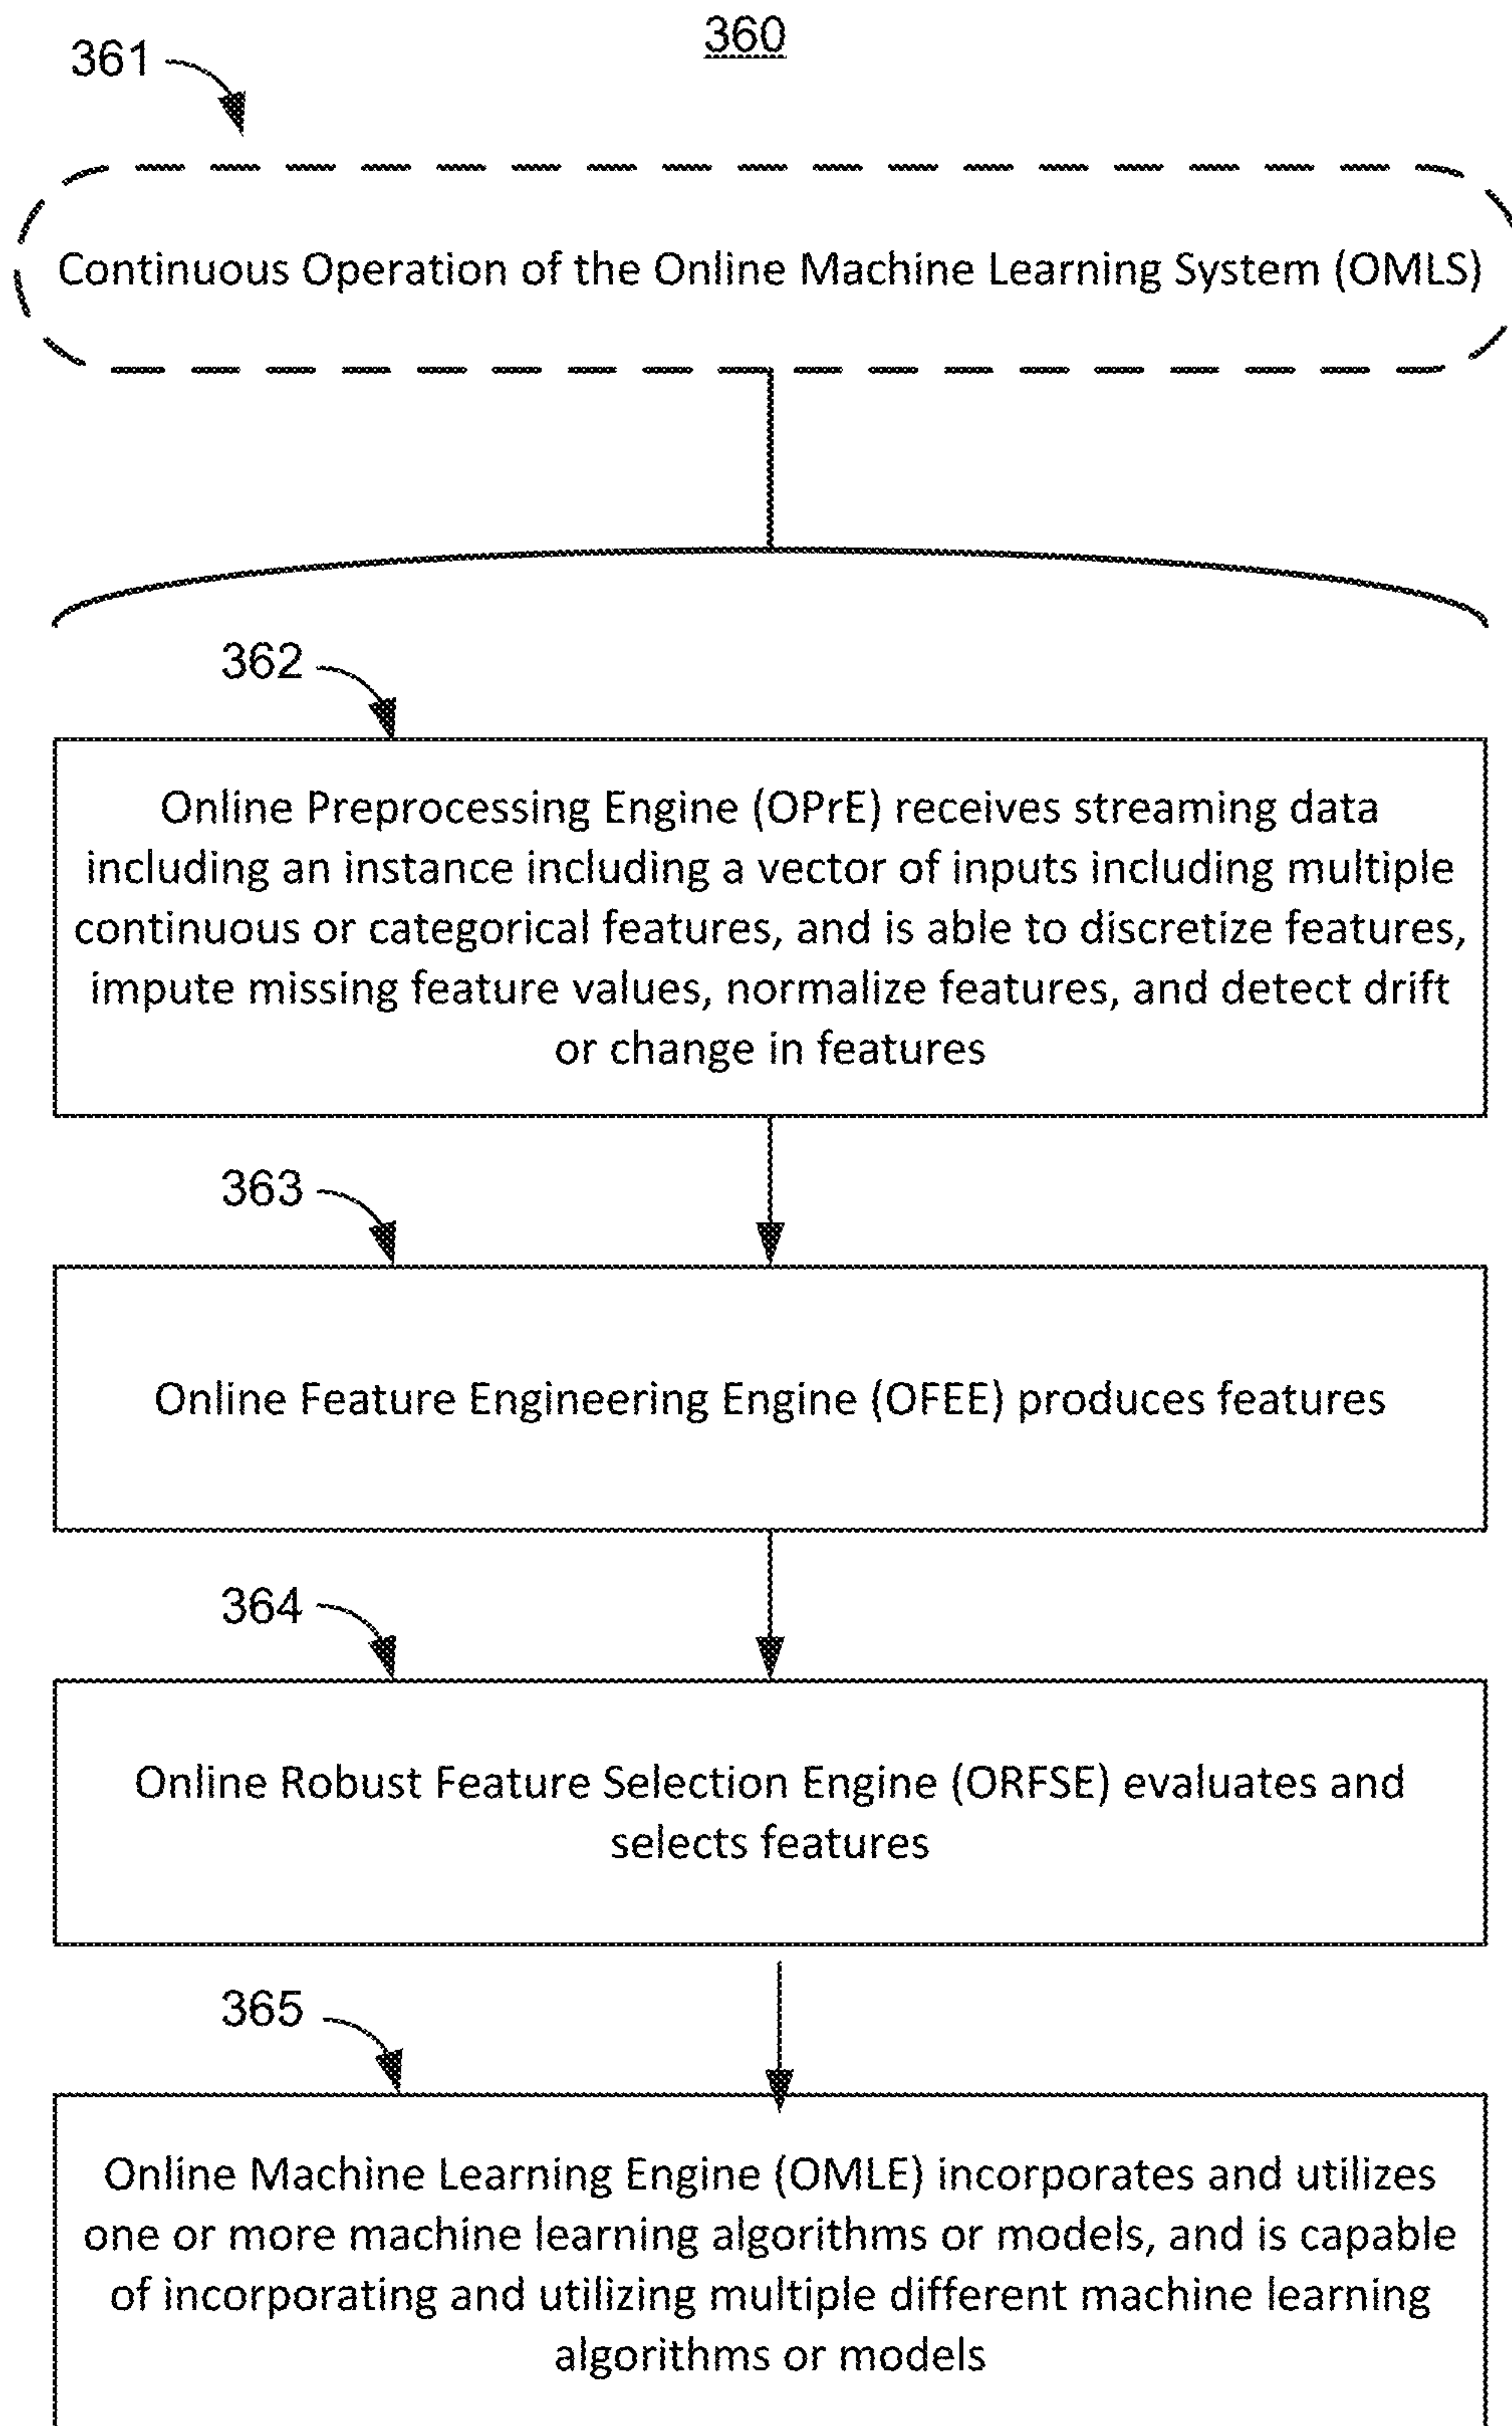 360
361
Continuous Operation of the Online Machine Learning System (OMLS)
362
Online Preprocessing Engine (OPrE) receives streaming data
including an instance including a vector of inputs including multiple
continuous or categorical features, and is able to discretize features,
impute missing feature values, normalize features, and detect drift
or change in features
363
Online Feature Engineering Engine (OFEE) produces features
364
Online Robust Feature Selection Engine (ORFSE) evaluates and
selects features
365
Online Machine Learning Engine (OMLE) incorporates and utilizes
one or more machine learning algorithms or models, and is capable
of incorporating and utilizing multiple different machine learning
algorithms or models